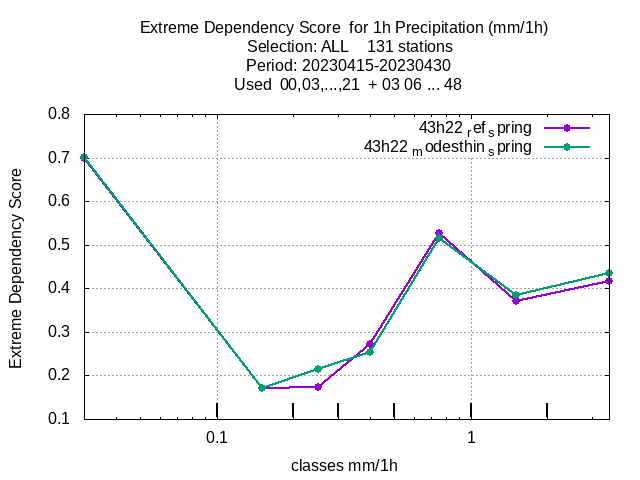 Extreme Dependency Score  for 1h Precipitation (mm/1h)
Selection: ALL    131 stations
Period: 20230415-20230430
Used  00,03,...,21  + 03 06 ... 48
43h22 ref spring
43h22 modesthin spring
0.8
0.7
0.6
0.5
0.4
0.3
0.2
0.1
Extreme Dependency Score
0.1 1
classes mm/1h